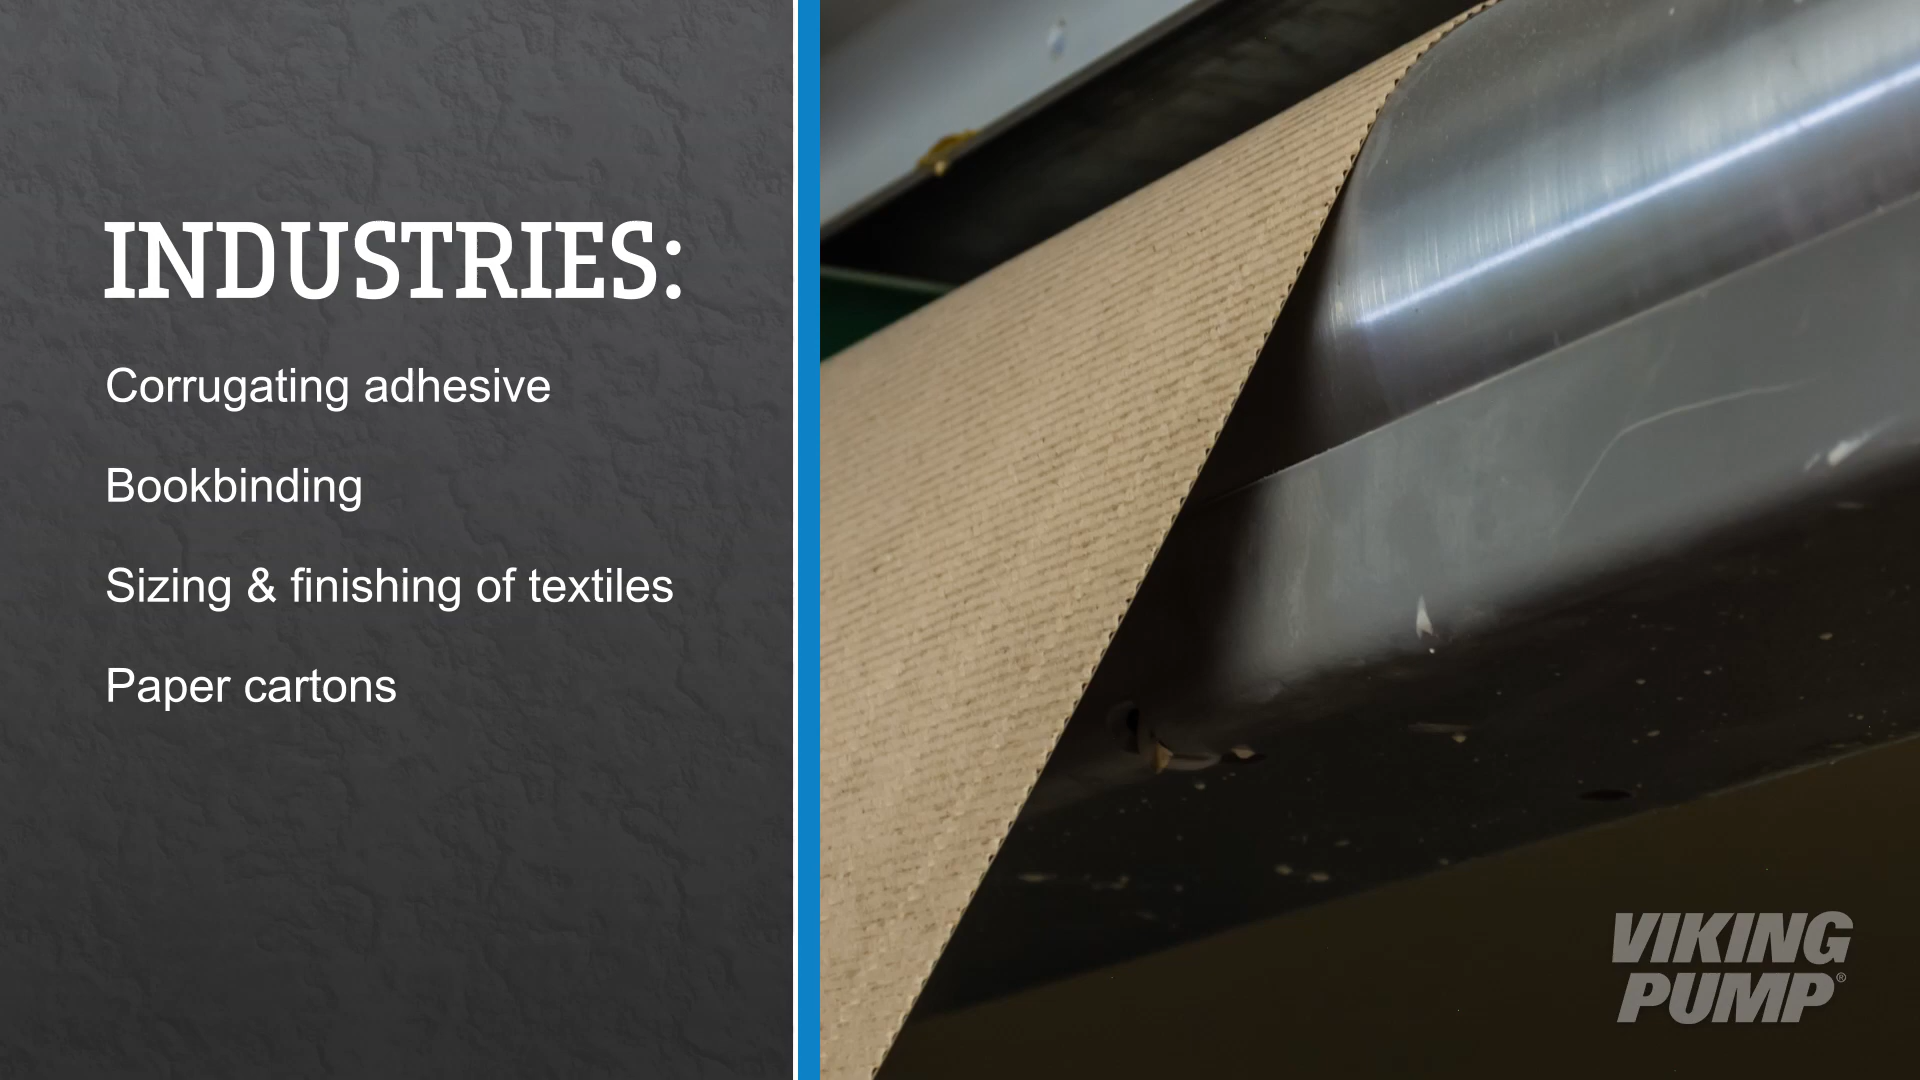 INDUSTRIES:
Corrugating adhesive
Bookbinding
Sizing & finishing of textiles
Paper cartons
VIKING
PUMP®